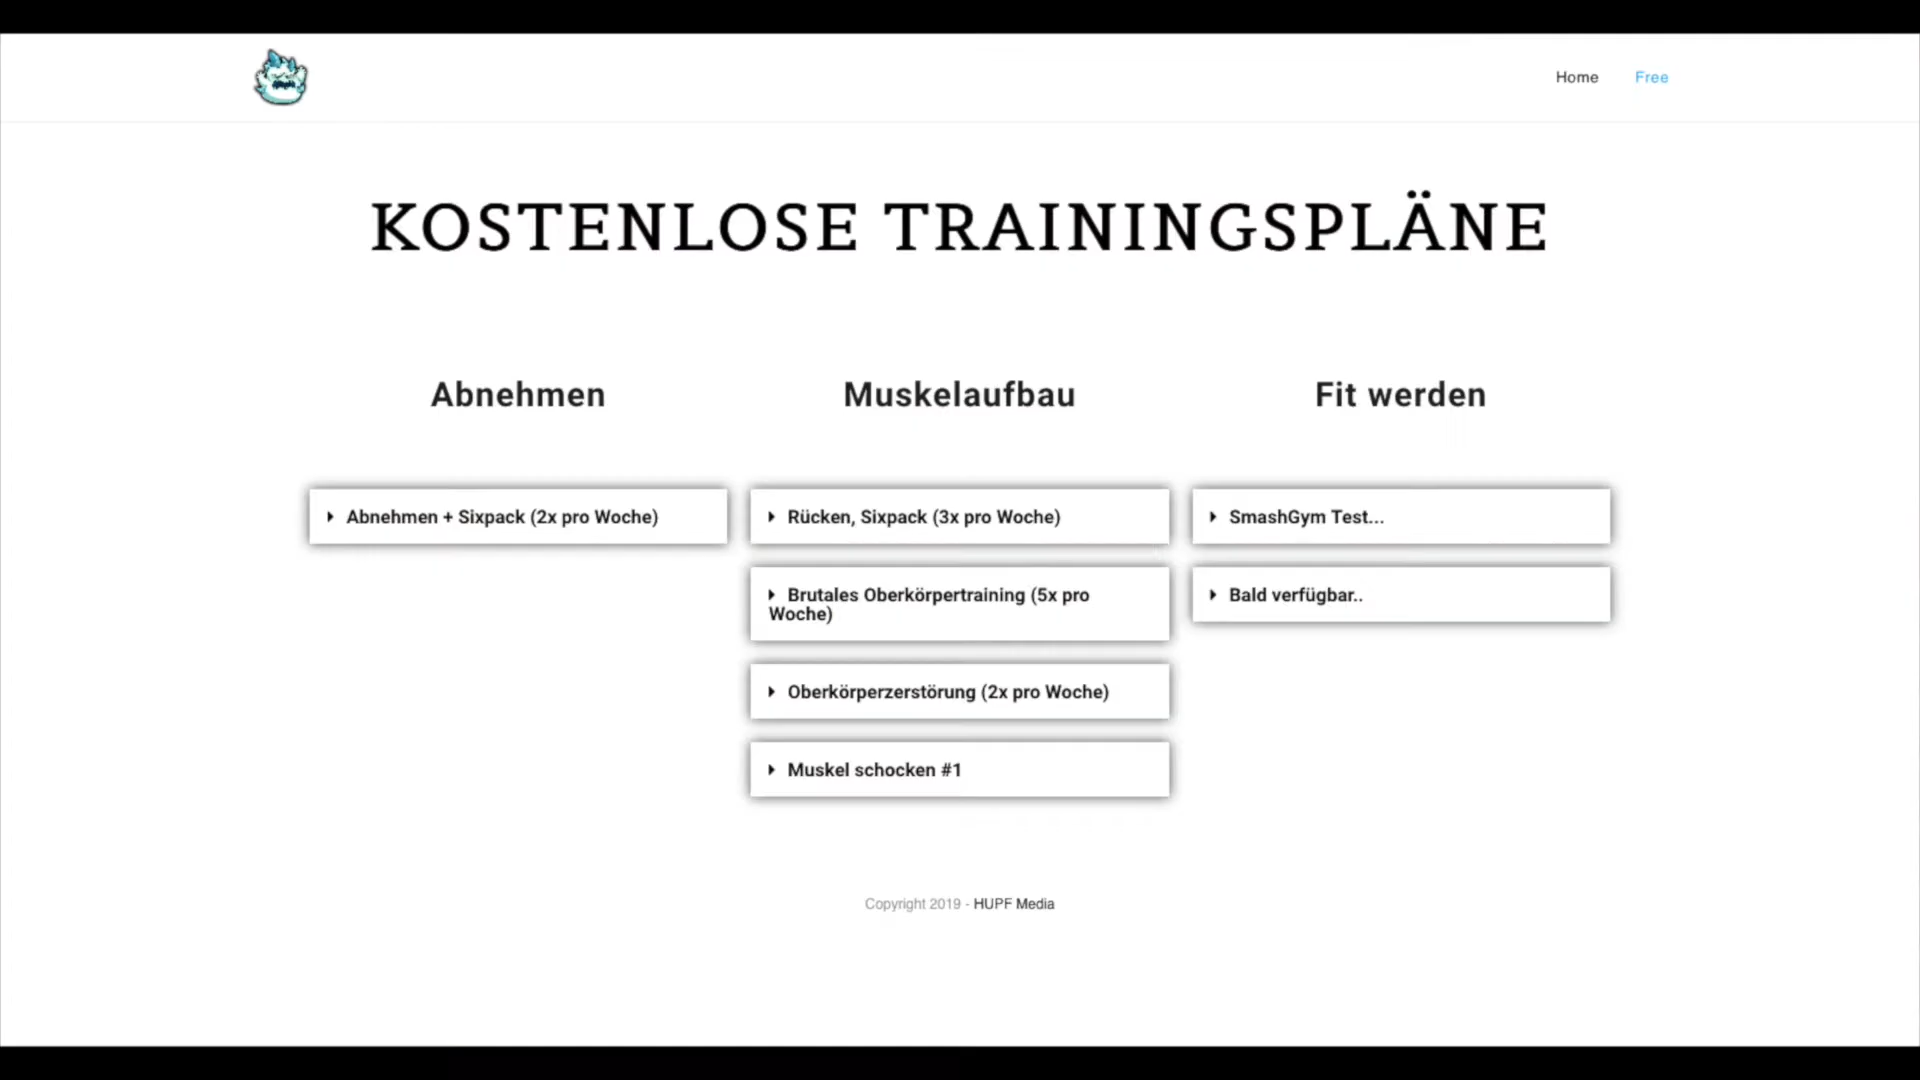 Home
Free
KOSTENLOSE TRAININGSPLÄNE
Abnehmen
Abnehmen + Sixpack (2x pro Woche)
Muskelaufbau
Rücken, Sixpack (3x pro Woche)
Brutales Oberkörpertraining (5x pro
Woche)
Oberkörperzerstörung (2x pro Woche)
Muskel schocken #1
Fit werden
SmashGym Test...
Bald verfügbar..
Copyright 2019 - HUPF Media